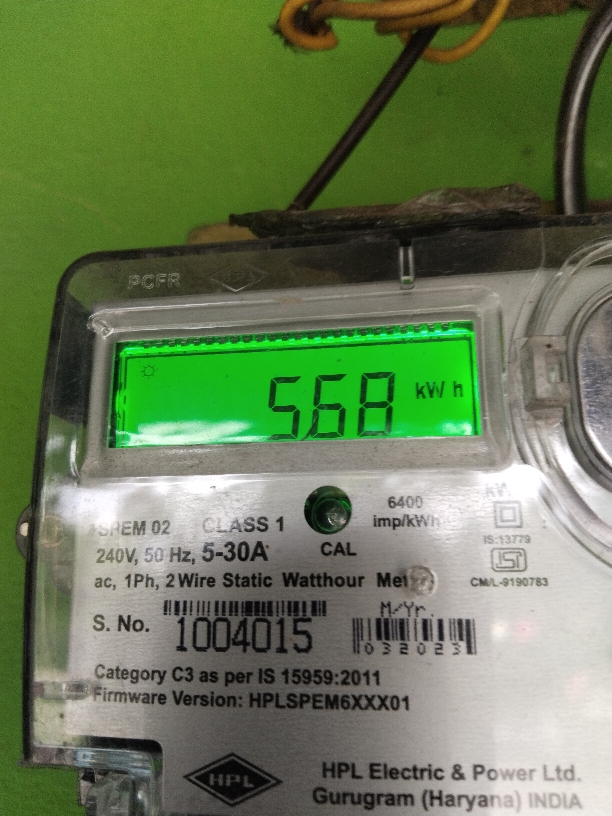 PCFR HPL
568 kW h
SPEM 02 CLASS 1
6400
imp/kWh
240V, 50 Hz, 5-30A
CAL
IS:13779
ac, 1Ph, 2 Wire Static Watthour
CM/L-9190783
M/Yr.
S. No. 1004015
032023
Category C3 as per IS 15959:2011
Firmware Version: HPLSPEM6XXX01
HPL
HPL Electric & Power Ltd.
Gurugram (Haryana) INDIA